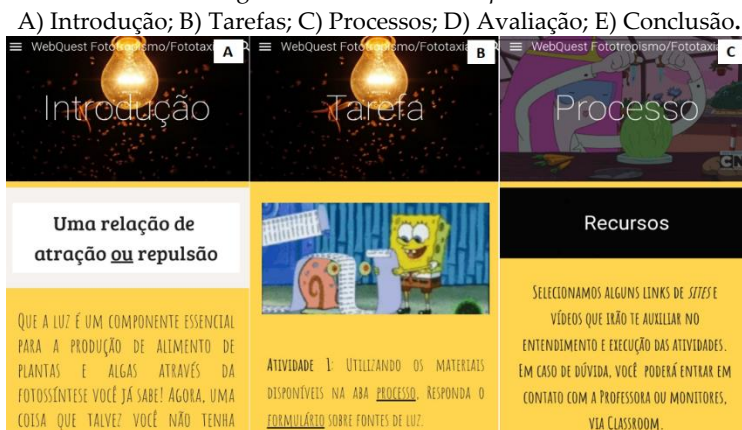 A) Introdução; B) Tarefas; C) Processos; D) Avaliação; E) Conclusão.
WebQuest Fototropismo/Fototaxia
A
Introdução
Uma relação de
atração ou repulsão
QUE A LUZ É UM COMPONENTE ESSENCIAL
PARA A PRODUÇÃO DE ALIMENTO DE
PLANTAS E ALGAS ATRAVÉS DA
FOTOSSÍNTESE VOCÊ JÁ SABE! AGORA, UMA
COISA QUE TALVEZ VOCÊ NÃO TENHA
WebQuest Fototropismo/Fototaxia
B
Tarefa
ATIVIDADE 1: UTILIZANDO OS MATERIAIS
DISPONÍVEIS NA ABA PROCESSO, RESPONDA O
FORMULÁRIO SOBRE FONTES DE LUZ.
WebQuest Fototropismo/Fototaxia
C
Processo
CN
Recursos
SELECIONAMOS ALGUNS LINKS DE SITES E
VÍDEOS QUE IRÃO TE AUXILIAR NO
ENTENDIMENTO E EXECUÇÃO DAS ATIVIDADES.
EM CASO DE DÚVIDA, VOCÊ PODERÁ ENTRAR EM
CONTATO COM A PROFESSORA OU MONITORES,
VIA CLASSROOM.